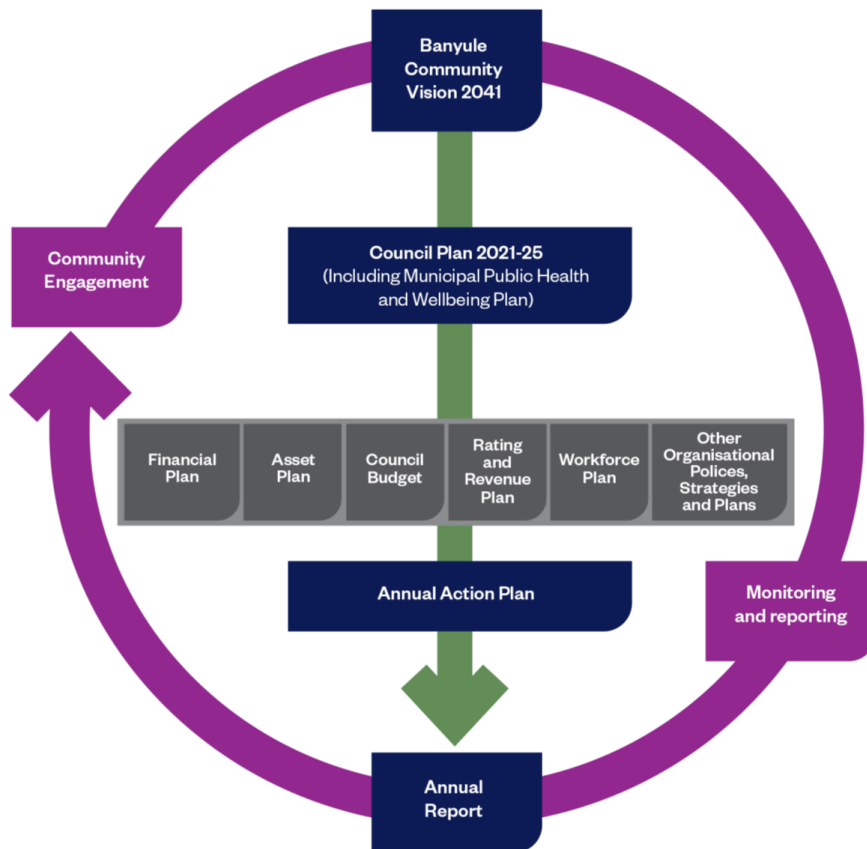 Banyule
Community
Vision 2041
Community
Engagement
Council Plan 2021-25
(Including Municipal Public Health
and Wellbeing Plan)
Financial
Plan
Asset
Plan
Council
Budget
Rating
and
Revenue
Plan
Workforce
Plan
Other
Organisational
Polices,
Strategies
and Plans
Annual Action Plan
Monitoring
and reporting
Annual
Report